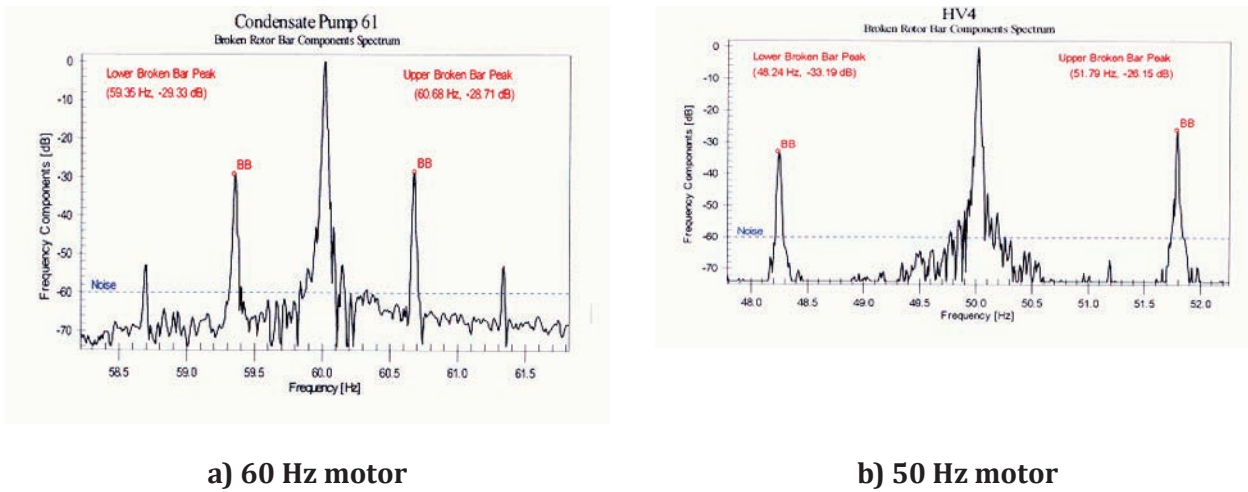 Condensate Pump 61
Broken Rotor Bar Components Spectrum
Lower Broken Bar Peak
(59.35 Hz, -29.33 dB)
Upper Broken Bar Peak
(60.68 Hz, -28.71 dB)
Frequency Components [dB]
0
-10
-20
-30
-40
-50
-60
-70
BB
BB
Noise
58.5 59.0 59.5 60.0 60.5 61.0 61.5
Frequency [Hz]
a) 60 Hz motor
HV4
Broken Rotor Bar Components Spectrum
Lower Broken Bar Peak
(48.24 Hz, -33.19 dB)
Upper Broken Bar Peak
(51.79 Hz, -26.15 dB)
Frequency Components [dB]
0
-10
-20
-30
-40
-50
-60
-70
BB
BB
Noise
48.0 48.5 49.0 49.5 50.0 50.5 51.0 51.5 52.0
Frequency [Hz]
b) 50 Hz motor